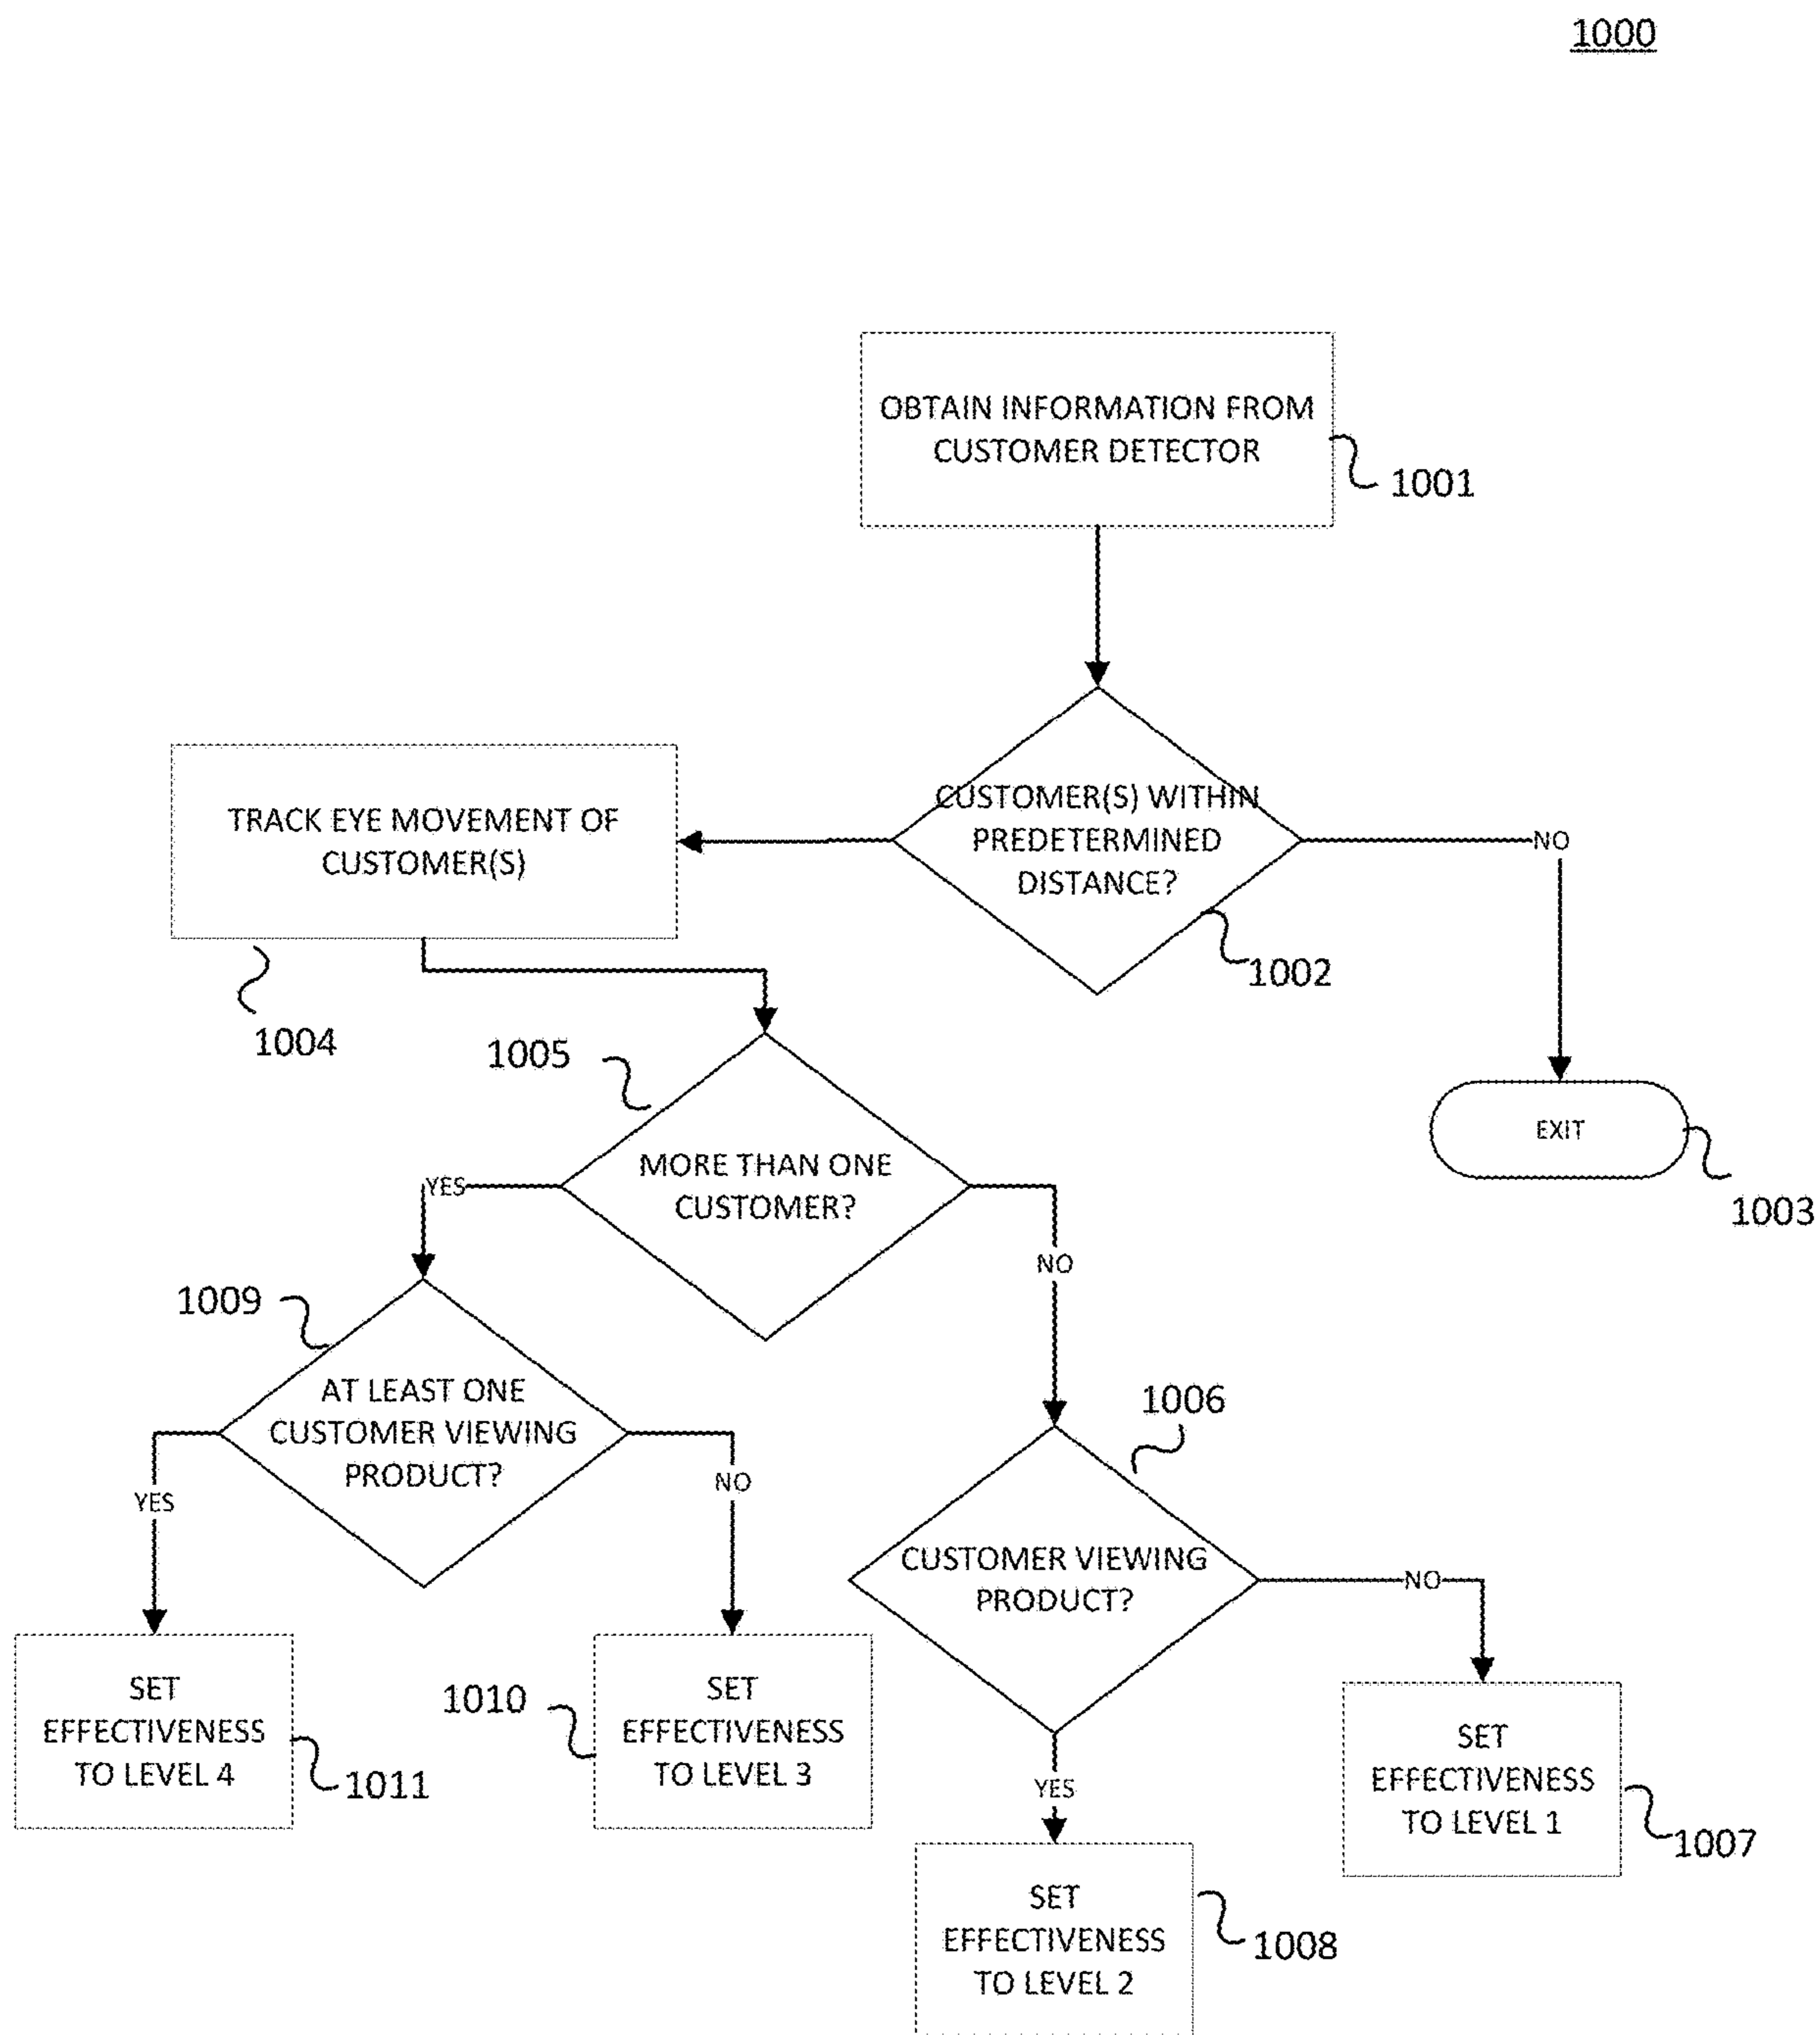 1000
OBTAIN INFORMATION FROM
CUSTOMER DETECTOR
1001
CUSTOMER(S) WITHIN
PREDETERMINED
DISTANCE?
1002
NO
TRACK EYE MOVEMENT OF
CUSTOMER(S)
1004
EXIT
1003
1005
MORE THAN ONE
CUSTOMER?
YES
NO
1009
AT LEAST ONE
CUSTOMER VIEWING
PRODUCT?
YES
NO
1006
CUSTOMER VIEWING
PRODUCT?
NO
YES
SET
EFFECTIVENESS
TO LEVEL 4
1011
1010
SET
EFFECTIVENESS
TO LEVEL 3
SET
EFFECTIVENESS
TO LEVEL 1
1007
SET
EFFECTIVENESS
TO LEVEL 2
1008